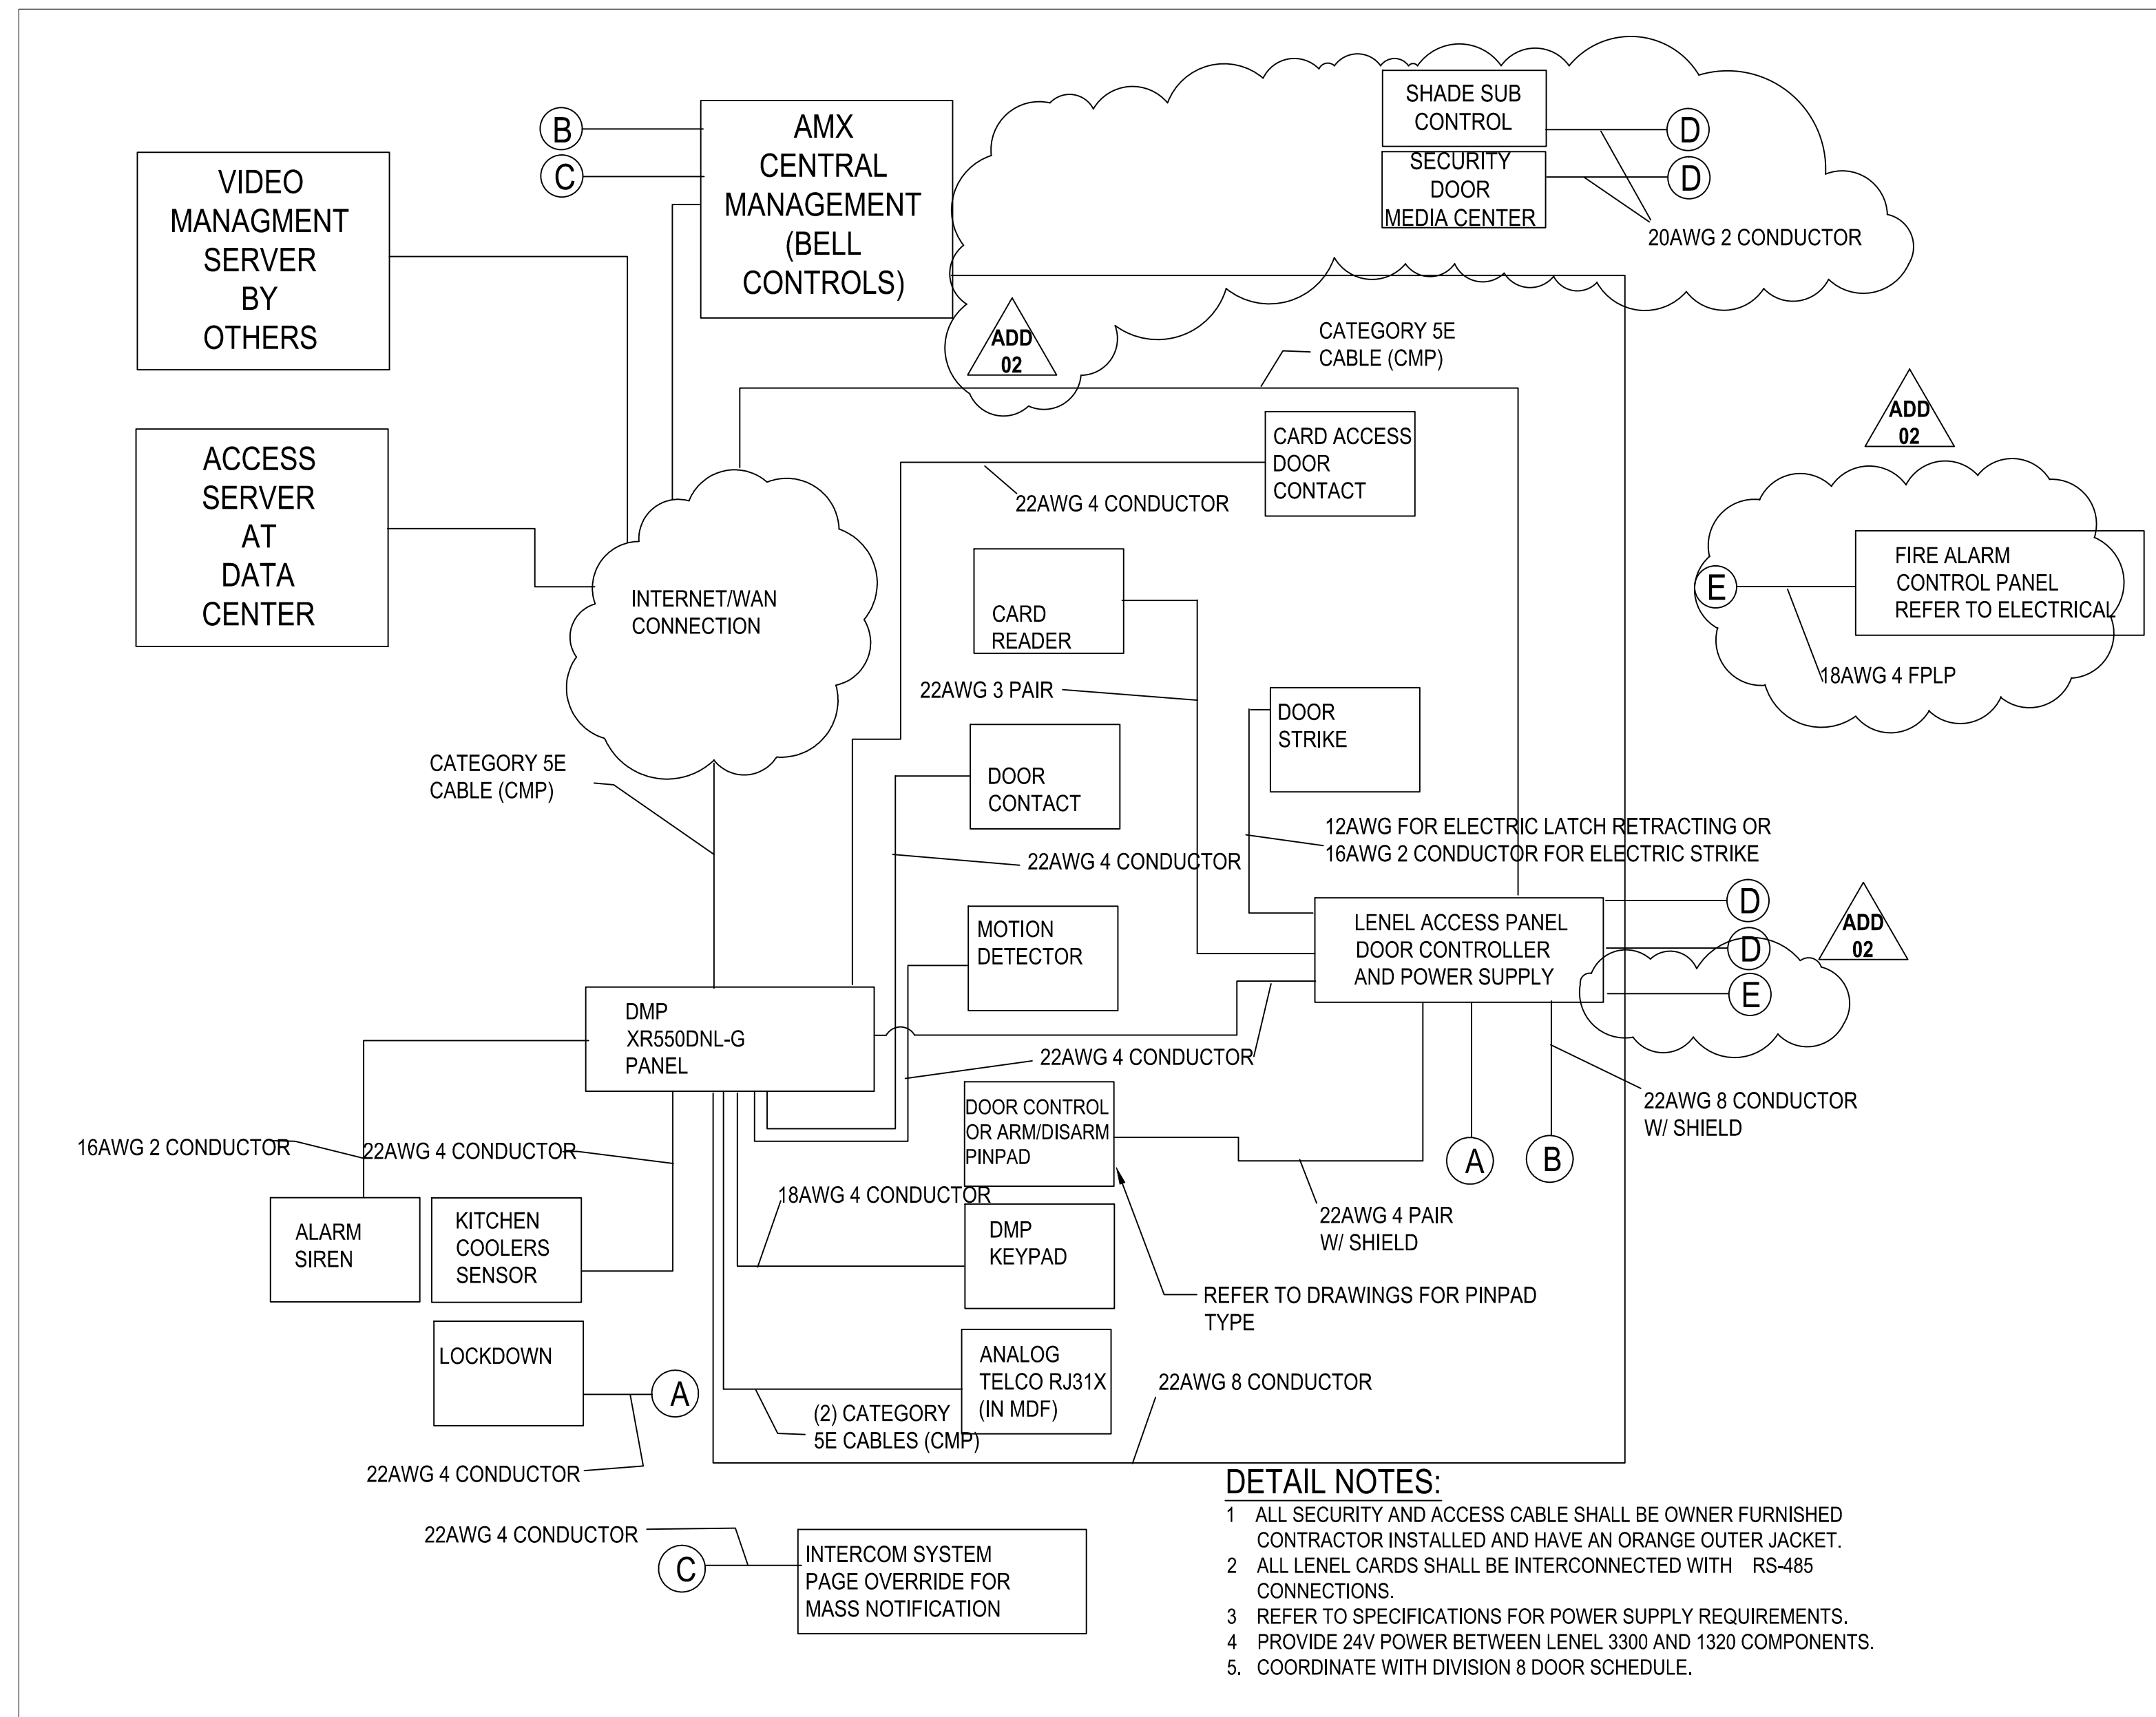 B
C
AMX
CENTRAL
MANAGEMENT
(BELL
CONTROLS)
VIDEO
MANAGMENT
SERVER
BY
OTHERS
SHADE SUB
CONTROL
D
SECURITY
DOOR
MEDIA CENTER
D
20AWG 2 CONDUCTOR
ADD
02
CATEGORY 5E
CABLE (CMP)
ADD
02
ACCESS
SERVER
AT
DATA
CENTER
CARD ACCESS
DOOR
CONTACT
22AWG 4 CONDUCTOR
INTERNET/WAN
CONNECTION
CARD
READER
E
FIRE ALARM
CONTROL PANEL
REFER TO ELECTRICAL
18AWG 4 FPLP
22AWG 3 PAIR
DOOR
STRIKE
CATEGORY 5E
CABLE (CMP)
DOOR
CONTACT
22AWG 4 CONDUCTOR
12AWG FOR ELECTRIC LATCH RETRACTING OR
16AWG 2 CONDUCTOR FOR ELECTRIC STRIKE
MOTION
DETECTOR
LENEL ACCESS PANEL
DOOR CONTROLLER
AND POWER SUPPLY
D
D
E
ADD
02
DMP
XR550DNL-G
PANEL
22AWG 4 CONDUCTOR
DOOR CONTROL
OR ARM/DISARM
PINPAD
22AWG 8 CONDUCTOR
W/ SHIELD
A
B
16AWG 2 CONDUCTOR
22AWG 4 CONDUCTOR
18AWG 4 CONDUCTOR
22AWG 4 PAIR
W/ SHIELD
ALARM
SIREN
KITCHEN
COOLERS
SENSOR
DMP
KEYPAD
REFER TO DRAWINGS FOR PINPAD
TYPE
LOCKDOWN
A
ANALOG
TELCO RJ31X
(IN MDF)
22AWG 8 CONDUCTOR
(2) CATEGORY
5E CABLES (CMP)
22AWG 4 CONDUCTOR
22AWG 4 CONDUCTOR
C
INTERCOM SYSTEM
PAGE OVERRIDE FOR
MASS NOTIFICATION
DETAIL NOTES:
1 ALL SECURITY AND ACCESS CABLE SHALL BE OWNER FURNISHED
CONTRACTOR INSTALLED AND HAVE AN ORANGE OUTER JACKET.
2 ALL LENEL CARDS SHALL BE INTERCONNECTED WITH RS-485
CONNECTIONS.
3 REFER TO SPECIFICATIONS FOR POWER SUPPLY REQUIREMENTS.
4 PROVIDE 24V POWER BETWEEN LENEL 3300 AND 1320 COMPONENTS.
5. COORDINATE WITH DIVISION 8 DOOR SCHEDULE.